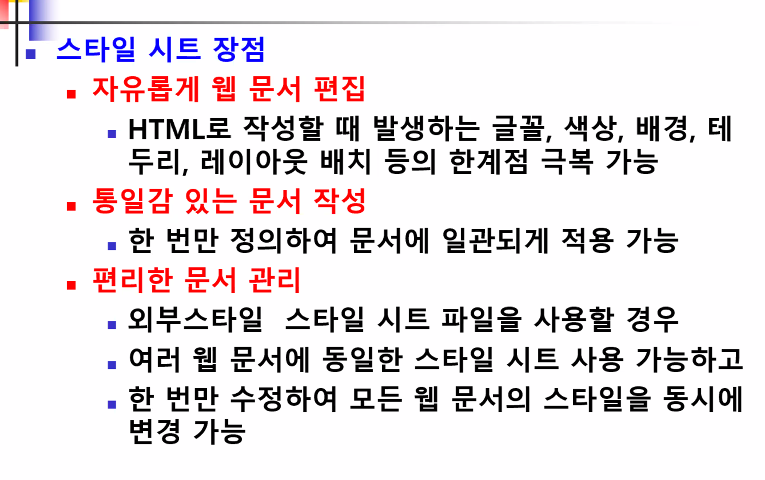 스타일 시트 장점
자유롭게 웹 문서 편집
HTML로 작성할 때 발생하는 글꼴, 색상, 배경, 테
두리, 레이아웃 배치 등의 한계점 극복 가능
통일감 있는 문서 작성
한 번만 정의하여 문서에 일관되게 적용 가능
편리한 문서 관리
외부스타일  스타일 시트 파일을 사용할 경우
여러 웹 문서에 동일한 스타일 시트 사용 가능하고
한 번만 수정하여 모든 웹 문서의 스타일을 동시에
변경 가능